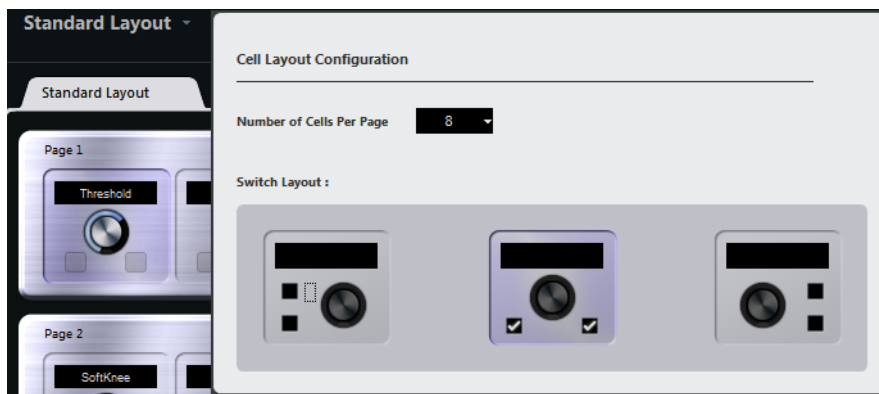 Standard Layout
Standard Layout
Page 1
Threshold
Page 2
SoftKnee
Cell Layout Configuration
Number of Cells Per Page 8
Switch Layout :